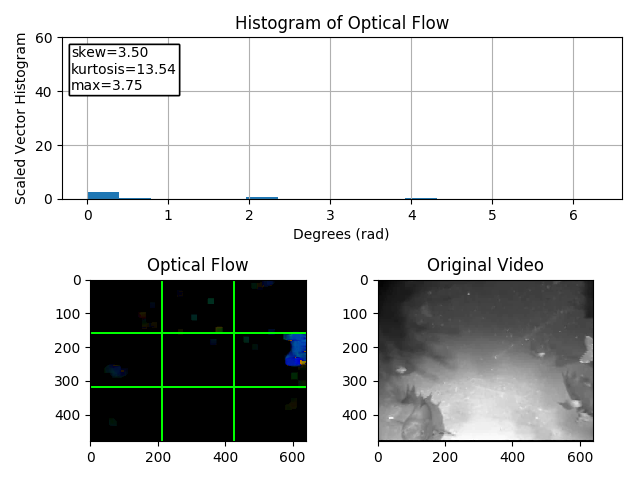 Histogram of Optical Flow
Scaled Vector Histogram
60
40
20
0
skew=3.50
kurtosis=13.54
max=3.75
0 1 2 3 4 5 6
Degrees (rad)
Optical Flow
0
100
200
300
400
0 200 400 600
Original Video
0
100
200
300
400
0 200 400 600